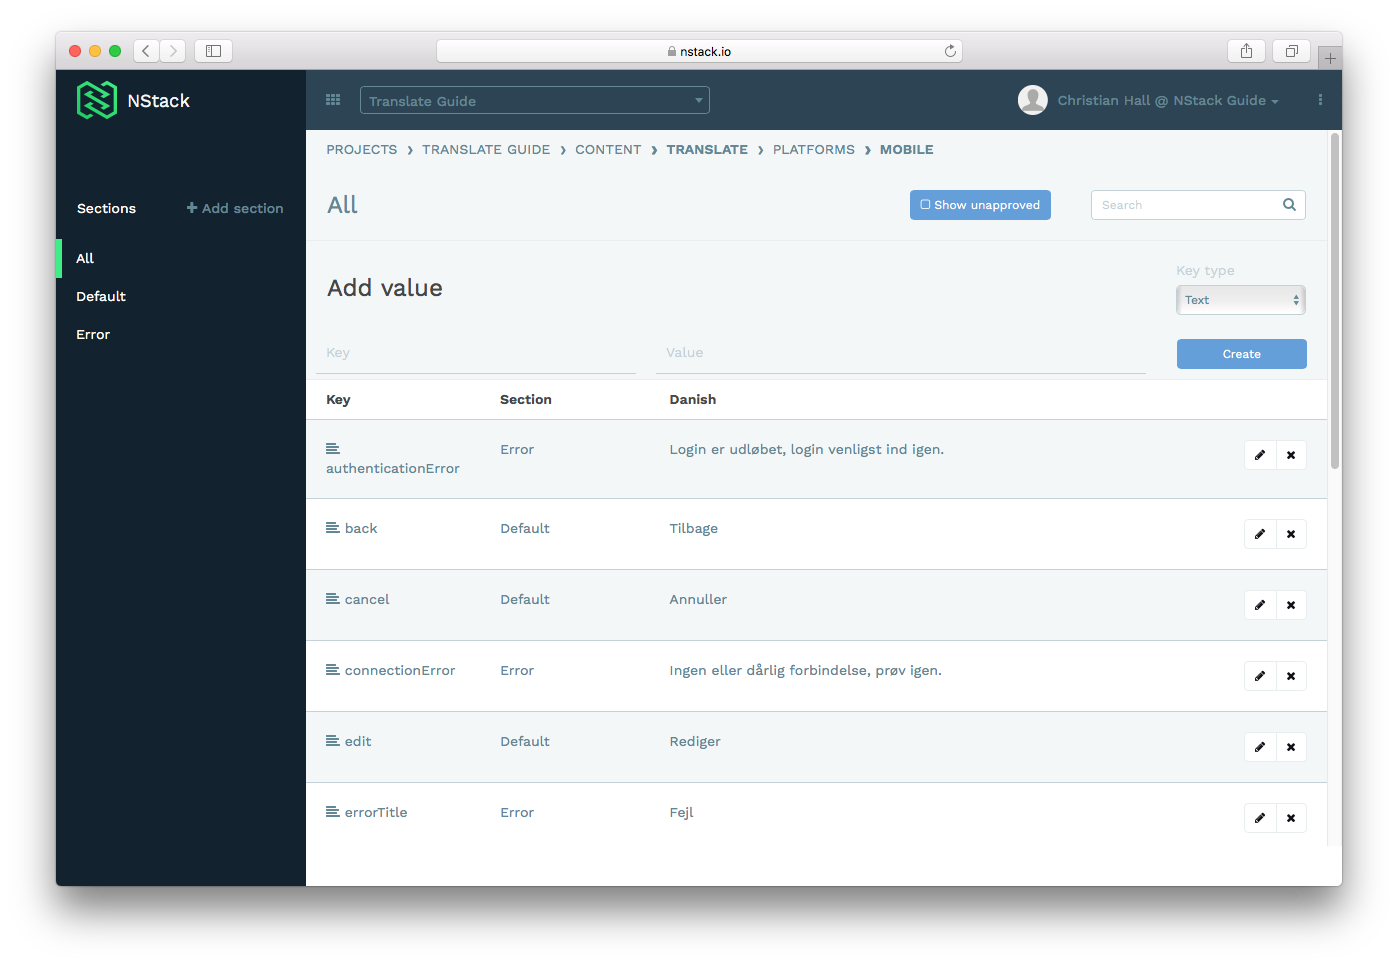 nstack.io
NStack
Translate Guide
Christian Hall @ NStack Guide
PROJECTS › TRANSLATE GUIDE › CONTENT › TRANSLATE › PLATFORMS › MOBILE
Sections
+ Add section
All
Default
Error
All
Show unapproved
Search
Add value
Key type
Text
Key
Value
Create
Key Section Danish
authenticationError Error Login er udløbet, login venligst ind igen.
back Default Tilbage
cancel Default Annuller
connectionError Error Ingen eller dårlig forbindelse, prøv igen.
edit Default Rediger
errorTitle Error Fejl